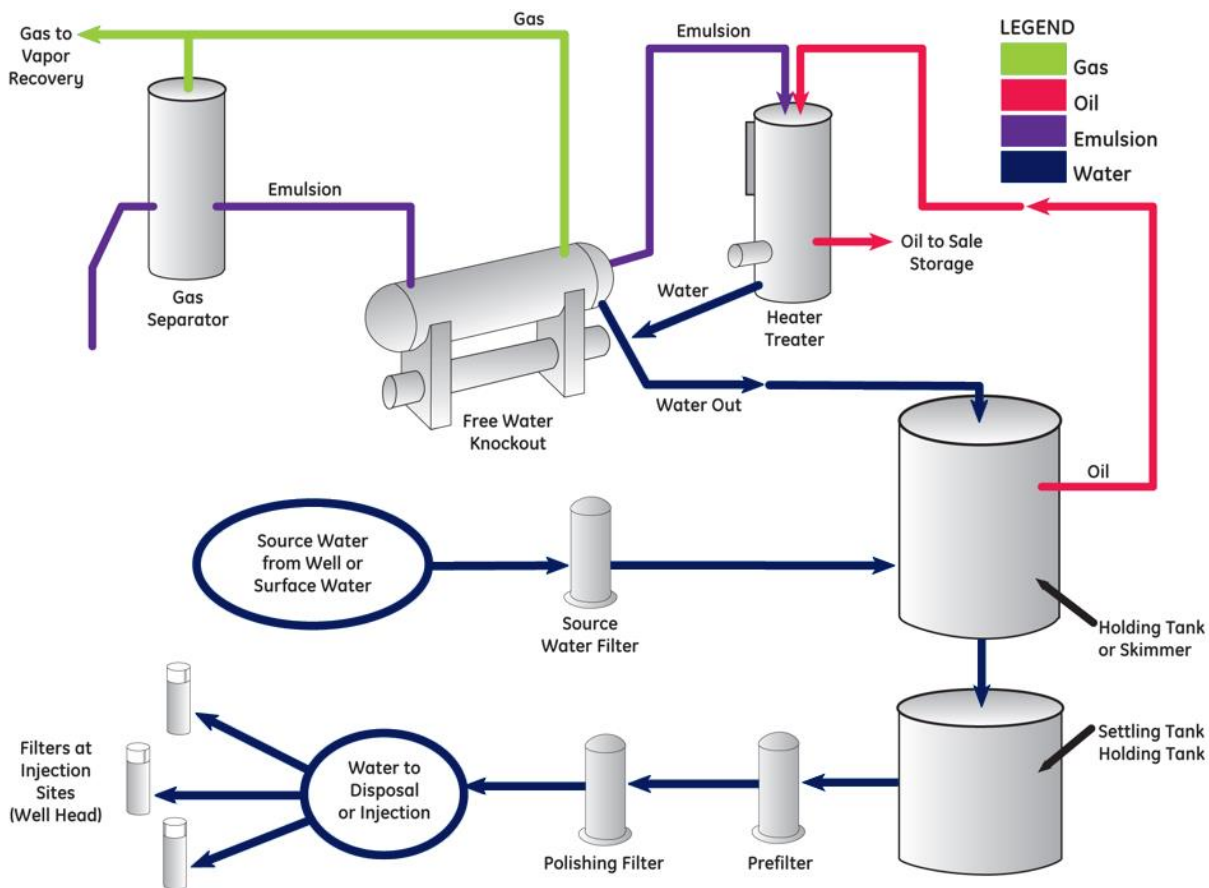 Gas to
Vapor
Recovery
Gas
Emulsion
LEGEND
Gas
Oil
Emulsion
Water
Emulsion
Gas
Separator
Water
Heater
Treater
Oil to Sale
Storage
Free Water
Knockout
Water Out
Oil
Source Water
from Well or
Surface Water
Source
Water Filter
Holding Tank
or Skimmer
Settling Tank
Holding Tank
Filters at
Injection
Sites
(Well Head)
Water to
Disposal
or Injection
Polishing Filter
Prefilter